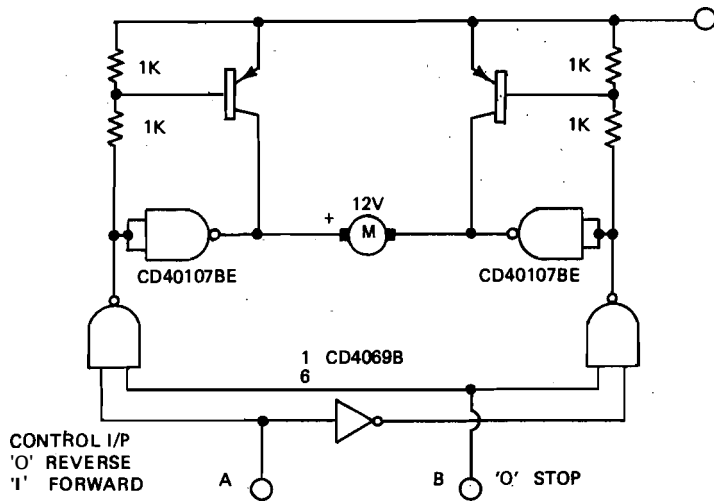 1K
1K
1K
1K
12V
+
M
CD40107BE
CD40107BE
1 CD4069B
6
CONTROL I/P
'O' REVERSE
'I' FORWARD
A
B
'O' STOP